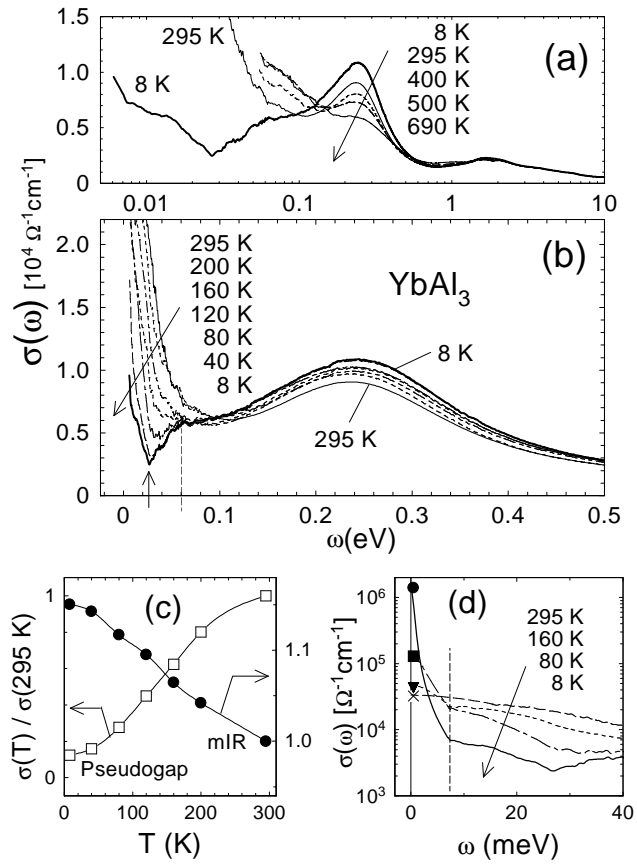 1.5
1.0
0.5
0
295 K
8 K
8 K
295 K
400 K
500 K
690 K
(a)
0.01 0.1 1 10
σ(ω) [10⁴ Ω⁻¹cm⁻¹]
2.0
1.5
1.0
0.5
0
295 K
200 K
160 K
120 K
80 K
40 K
8 K
(b)
YbAl₃
8 K
295 K
0 0.1 0.2 0.3 0.4 0.5
ω(eV)
σ(T) / σ(295 K)
1
0
(c)
1.1
1.0
mIR
Pseudogap
0 100 200 300
T (K)
σ(ω) [Ω⁻¹cm⁻¹]
10⁶
10⁵
10⁴
10³
(d)
295 K
160 K
80 K
8 K
0 20 40
ω (meV)